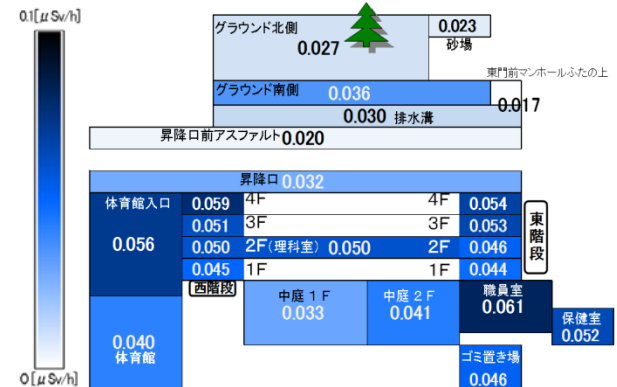 0.1[μSv/h]
グラウンド北側
0.027
0.023
砂場
東門前マンホールふたの上
グラウンド南側 0.036
0.017
0.030 排水溝
昇降口前アスファルト0.020
昇降口 0.032
体育館入口
0.056
0.059 4F 4F 0.054
0.051 3F 3F 0.053
0.050 2F(理科室) 0.050 2F 0.046
0.045 1F 1F 0.044
東階段
西階段
中庭1F
0.033
中庭2F
0.041
職員室
0.061
保健室
0.052
0.040
体育館
ゴミ置き場
0.046
0[μSv/h]